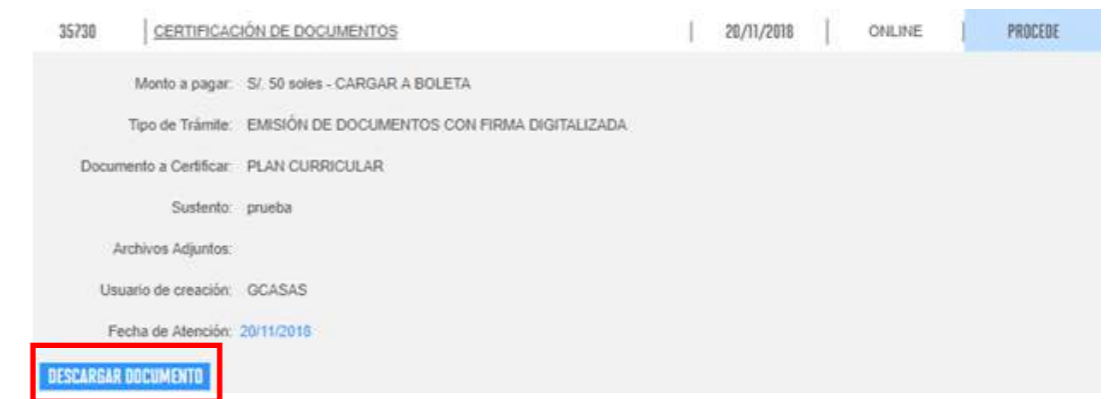 35730 CERTIFICACIÓN DE DOCUMENTOS 20/11/2018 ONLINE PROCEDE
Monto a pagar: S/. 50 soles - CARGAR A BOLETA
Tipo de Trámite: EMISIÓN DE DOCUMENTOS CON FIRMA DIGITALIZADA
Documento a Certificar: PLAN CURRICULAR
Sustento: prueba
Archivos Adjuntos:
Usuario de creación: GCASAS
Fecha de Atención: 20/11/2018
DESCARGAR DOCUMENTO